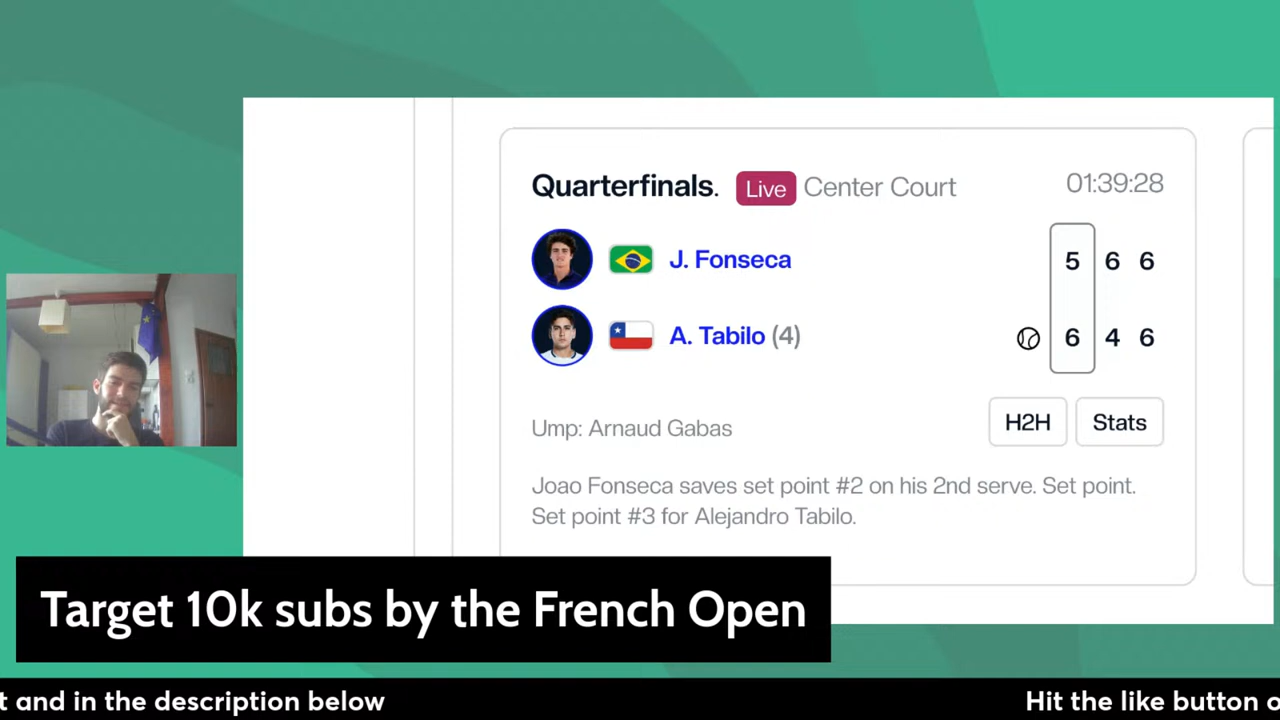 Quarterfinals. Live Center Court 01:39:28
J. Fonseca 5 6 6
A. Tabilo (4) 6 4 6
Ump: Arnaud Gabas H2H Stats
Joao Fonseca saves set point #2 on his 2nd serve. Set point.
Set point #3 for Alejandro Tabilo.
Target 10k subs by the French Open
t and in the description below Hit the like button o